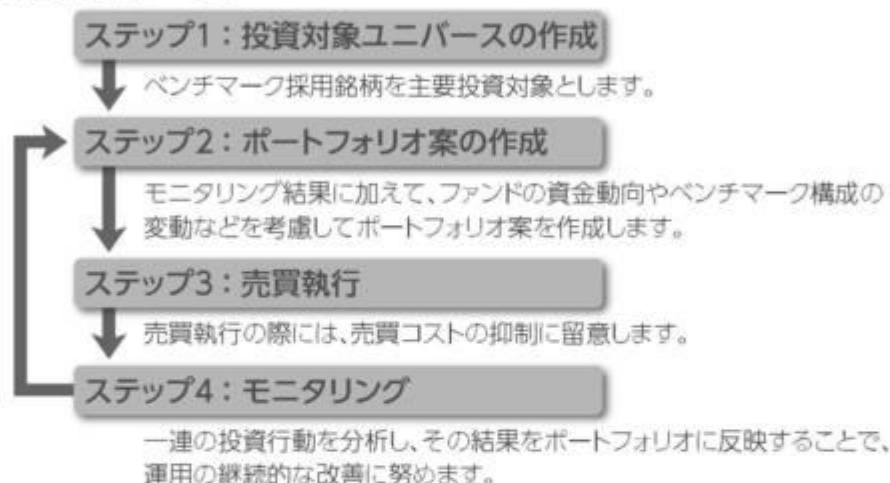 ステップ1：投資対象ユニバースの作成
ベンチマーク採用銘柄を主要投資対象とします。
ステップ2：ポートフォリオ案の作成
モニタリング結果に加えて、ファンドの資金動向やベンチマーク構成の
変動などを考慮してポートフォリオ案を作成します。
ステップ3：売買執行
売買執行の際には、売買コストの抑制に留意します。
ステップ4：モニタリング
一連の投資行動を分析し、その結果をポートフォリオに反映することで、
運用の継続的な改善に努めます。